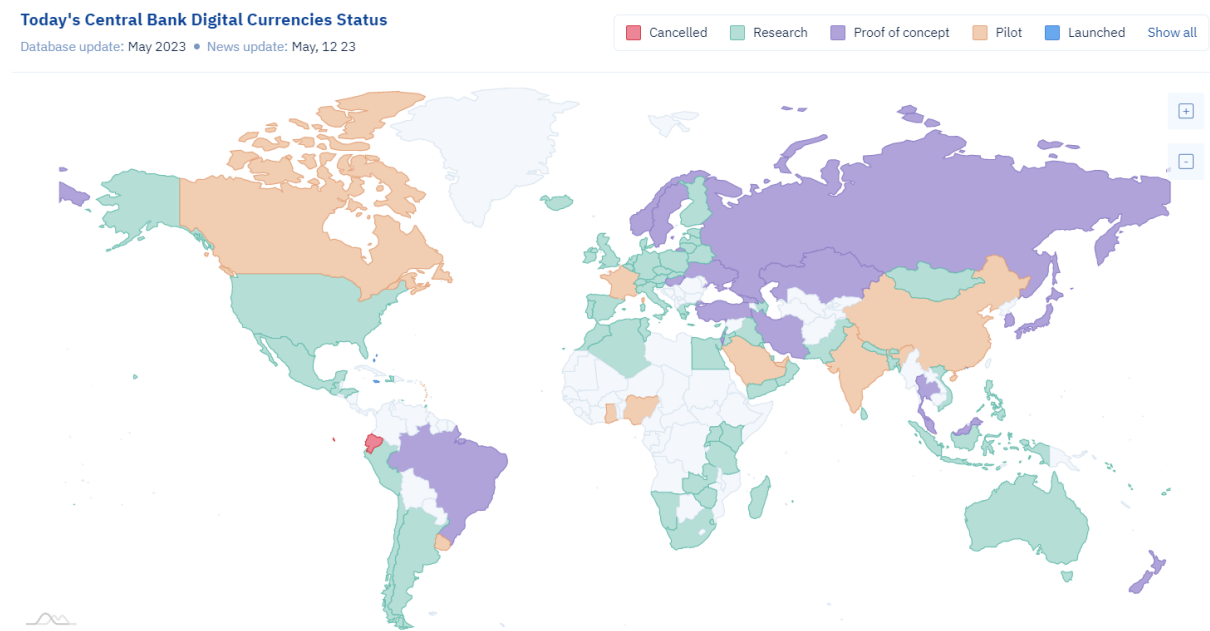 Today's Central Bank Digital Currencies Status
Database update: May 2023 • News update: May, 12 23
Cancelled Research Proof of concept Pilot Launched Show all
+
-